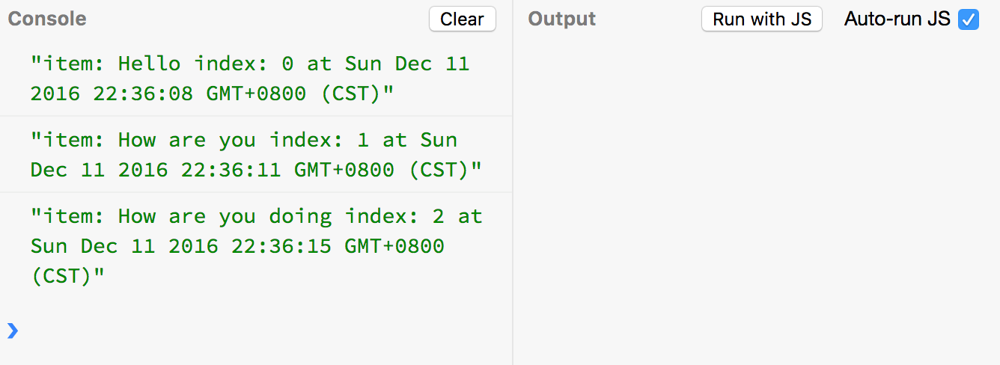 Console
Clear
"item: Hello index: 0 at Sun Dec 11
2016 22:36:08 GMT+0800 (CST)"
"item: How are you index: 1 at Sun
Dec 11 2016 22:36:11 GMT+0800 (CST)"
"item: How are you doing index: 2 at
Sun Dec 11 2016 22:36:15 GMT+0800
(CST)"
Output
Run with JS
Auto-run JS